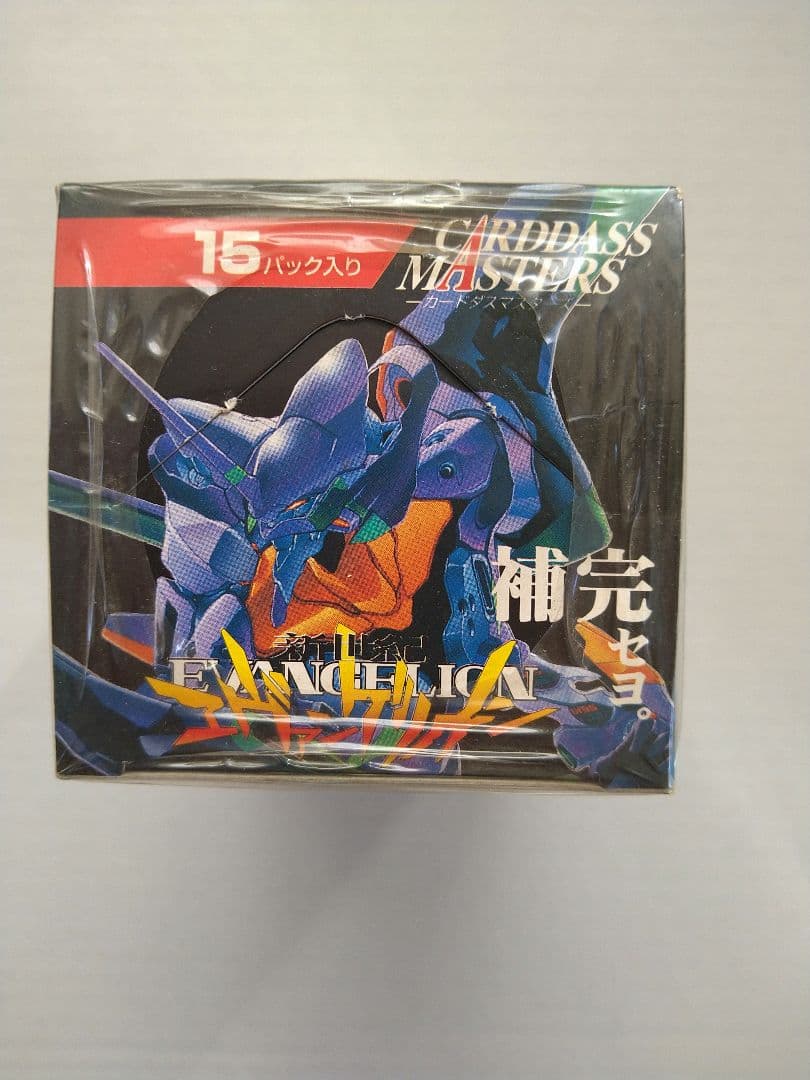 15パック入り
CARDDASS
MASTERS
ーカードダスマスターズー
新世紀
EVANGELION
エヴァンゲリオン
補完
セヨ。